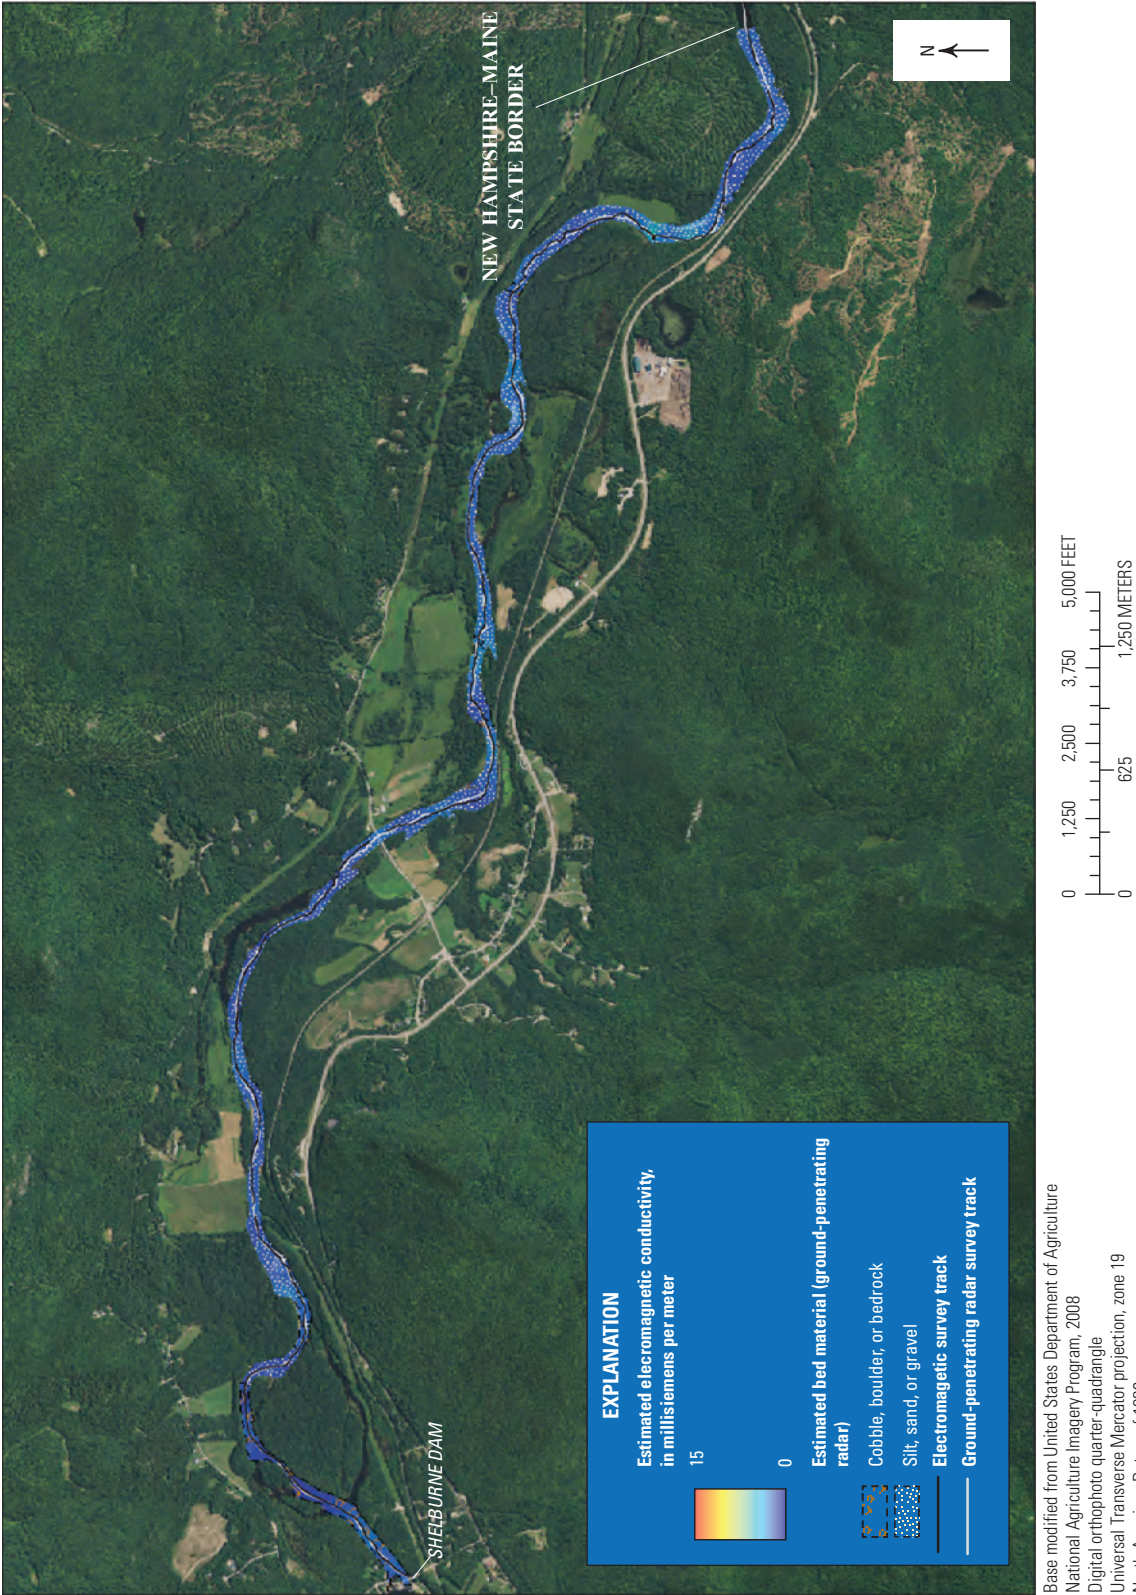 NEW HAMPSHIRE–MAINE
STATE BORDER
N
SHELBURNE DAM
EXPLANATION
Estimated elecromagnetic conductivity,
in millisiemens per meter
15
0
Estimated bed material (ground-penetrating
radar)
Cobble, boulder, or bedrock
Silt, sand, or gravel
Electromagetic survey track
Ground-penetrating radar survey track
0 1,250 2,500 3,750 5,000 FEET
0 625 1,250 METERS
Base modified from United States Department of Agriculture
National Agriculture Imagery Program, 2008
Digital orthophoto quarter-quadrangle
Universal Transverse Mercator projection, zone 19